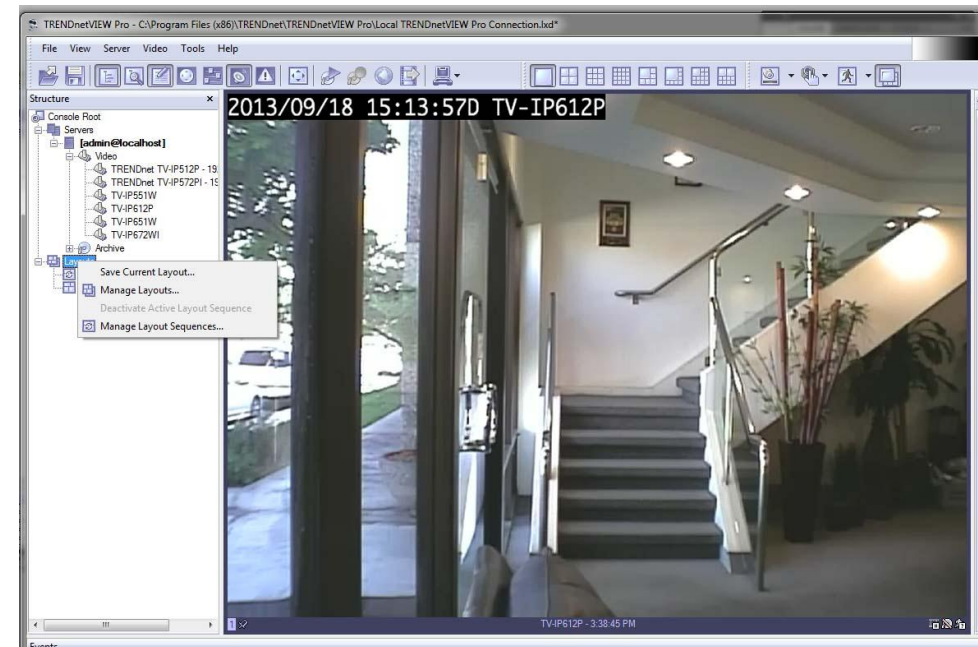 TRENDnetVIEW Pro - C:\Program Files (x86)\TRENDnet\TRENDnetVIEW Pro\Local TRENDnetVIEW Pro Connection.lxd*
File View Server Video Tools Help
Structure x
Console Root
Servers
[admin@localhost]
Video
TRENDnet TV-IP512P - 19
TRENDnet TV-IP572PI - 19
TV-IP551W
TV-IP612P
TV-IP651W
TV-IP672WI
Archive
Layouts
Save Current Layout...
Manage Layouts...
Deactivate Active Layout Sequence
Manage Layout Sequences...
2013/09/18 15:13:57D TV-IP612P
1
TV-IP612P - 3:38:45 PM
Events